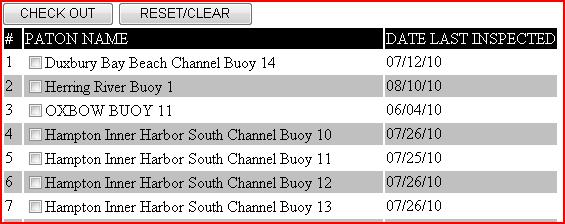 CHECK OUT RESET/CLEAR
# PATON NAME DATE LAST INSPECTED
1 Duxbury Bay Beach Channel Buoy 14 07/12/10
2 Herring River Buoy 1 08/10/10
3 OXBOW BUOY 11 06/04/10
4 Hampton Inner Harbor South Channel Buoy 10 07/26/10
5 Hampton Inner Harbor South Channel Buoy 11 07/25/10
6 Hampton Inner Harbor South Channel Buoy 12 07/26/10
7 Hampton Inner Harbor South Channel Buoy 13 07/26/10